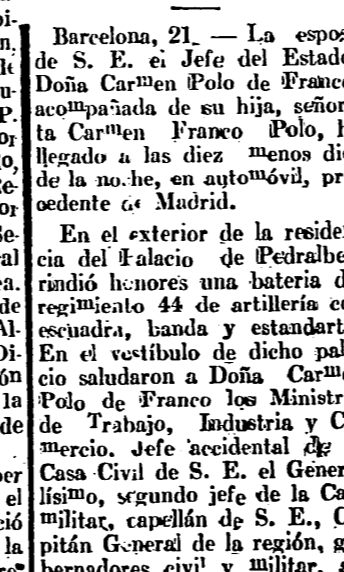 Barcelona, 21. — La espos
de S. E. el Jefe del Estado
Doña Carmen Polo de Franco
acompañada de su hija, señor
ta Carmen Franco Polo, h
llegado a las diez menos di
de la noche, en automóvil, pr
cedente de Madrid.
En el exterior de la reside
cia del Palacio de Pedralbe
rindió honores una bateria d
regimiento 44 de artillería co
escuadra, banda y estandart
En el vestíbulo de dicho pal
cio saludaron a Doña Carme
Polo de Franco los Ministr
de Trabajo, Industria y C
mercio. Jefe accidental de
Casa Civil de S. E. el Gener
lísimo, segundo jefe de la Ca
militar, capellán de S. E., C
pitán General de la región, g
bernadores civil y militar, a